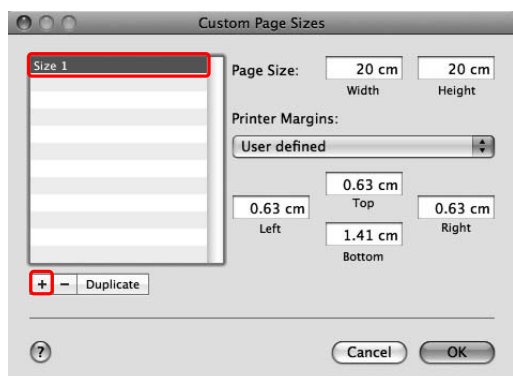 Custom Page Sizes
Size 1
Page Size: 20 cm 20 cm
Width Height
Printer Margins:
User defined
0.63 cm
Top
0.63 cm 0.63 cm
Left Right
1.41 cm
Bottom
+ − Duplicate
? Cancel OK